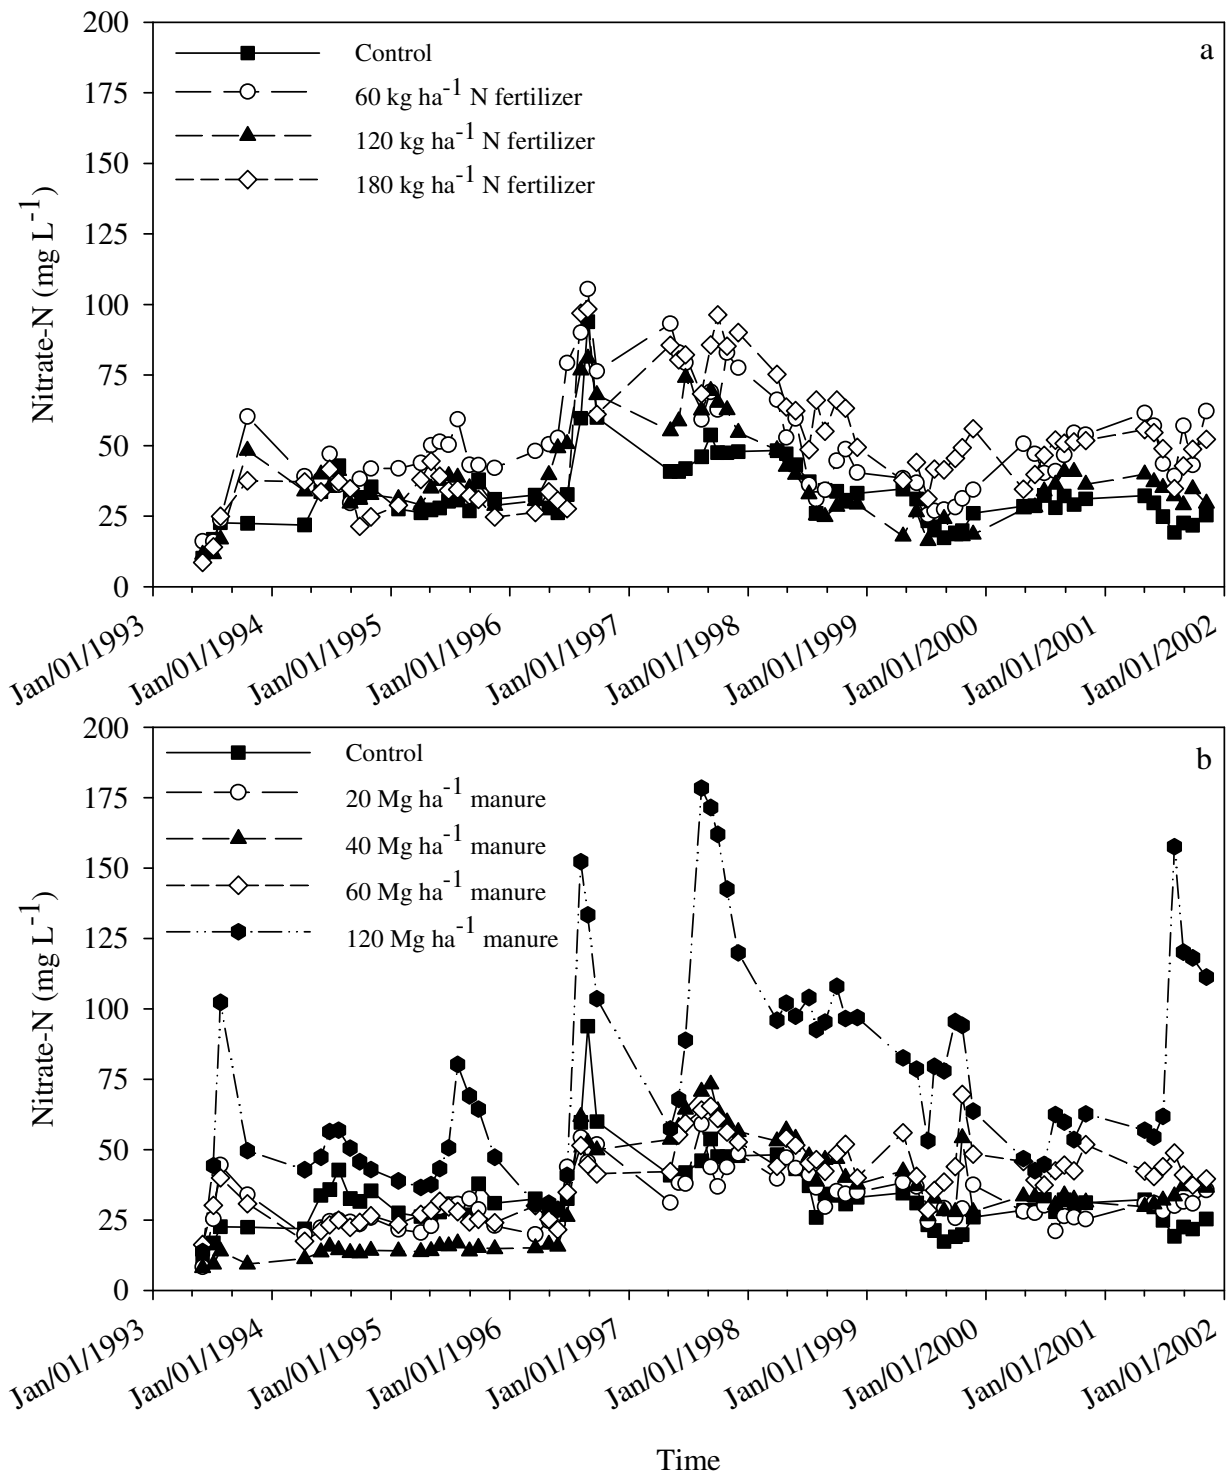 200
175
150
125
100
75
50
25
0
Nitrate-N (mg L-1)
a
Control
60 kg ha-1 N fertilizer
120 kg ha-1 N fertilizer
180 kg ha-1 N fertilizer
Jan/01/1993
Jan/01/1994
Jan/01/1995
Jan/01/1996
Jan/01/1997
Jan/01/1998
Jan/01/1999
Jan/01/2000
Jan/01/2001
Jan/01/2002
200
175
150
125
100
75
50
25
0
Nitrate-N (mg L-1)
b
Control
20 Mg ha-1 manure
40 Mg ha-1 manure
60 Mg ha-1 manure
120 Mg ha-1 manure
Jan/01/1993
Jan/01/1994
Jan/01/1995
Jan/01/1996
Jan/01/1997
Jan/01/1998
Jan/01/1999
Jan/01/2000
Jan/01/2001
Jan/01/2002
Time